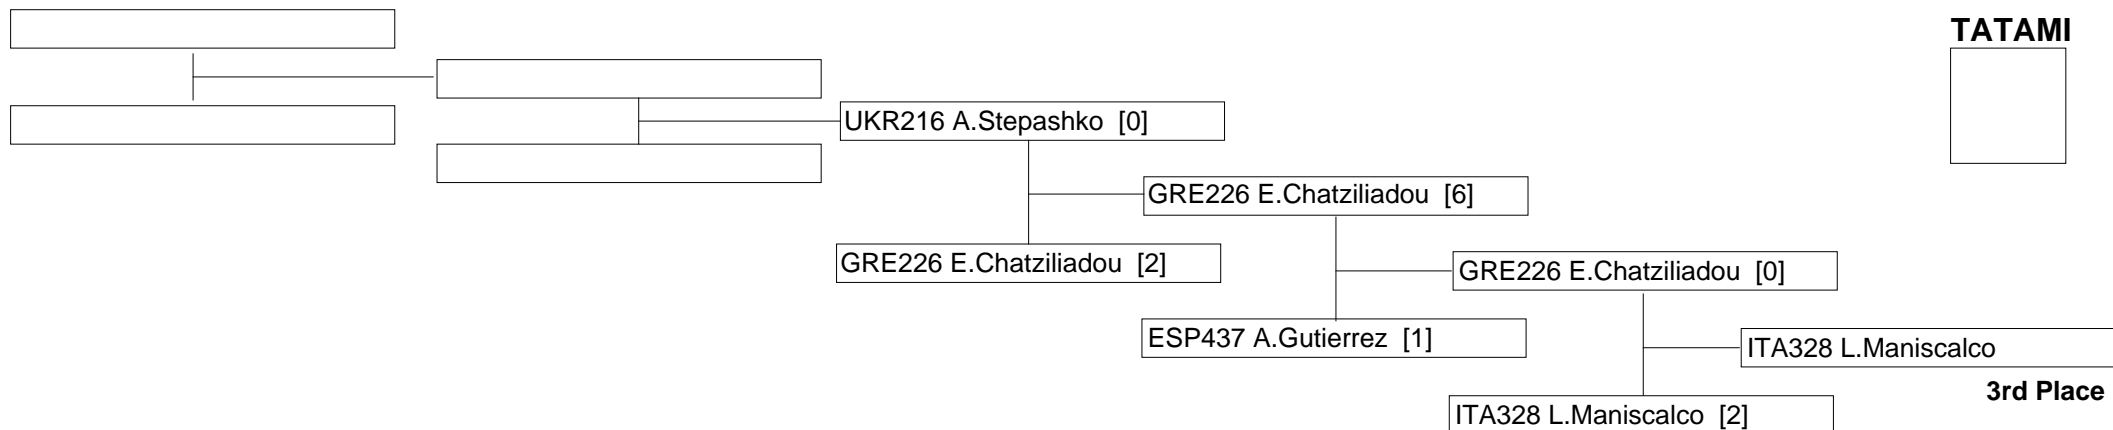 TATAMI
UKR216 A.Stepashko [0]
GRE226 E.Chatziliadou [6]
GRE226 E.Chatziliadou [2]
GRE226 E.Chatziliadou [0]
ESP437 A.Gutierrez [1]
ITA328 L.Maniscalco
3rd Place
ITA328 L.Maniscalco [2]